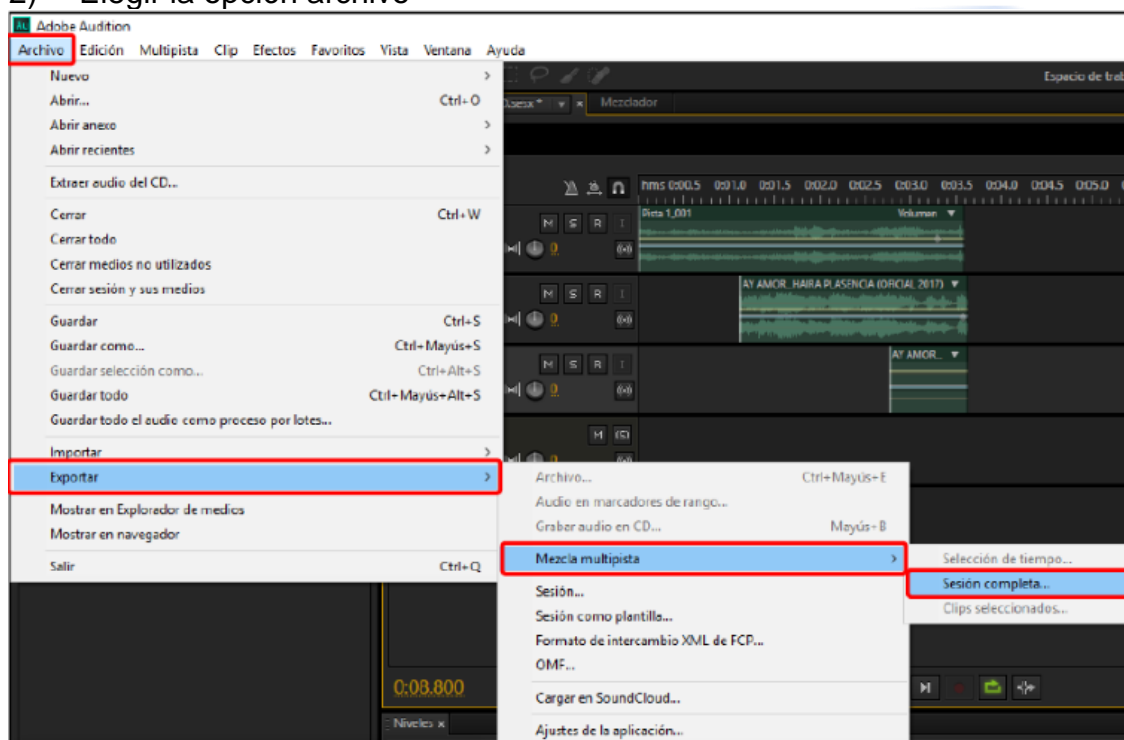 2) Elegir la opción archivo
Au Adobe Audition
Archivo Edición Multipista Clip Efectos Favoritos Vista Ventana Ayuda
Nuevo >
Espacio de trab
Abrir... Ctrl+O
.sesx * Mezclador
Abrir anexo >
Abrir recientes >
Extraer audio del CD...
hms 0:00.5 0:01.0 0:01.5 0:02.0 0:02.5 0:03.0 0:03.5 0:04.0 0:04.5 0:05.0
Cerrar Ctrl+W
Pista 1_001 Volumen
M S R I
Cerrar todo
0
Cerrar medios no utilizados
Cerrar sesión y sus medios
AY AMOR_HAIRA PLASENCIA (OFICIAL 2017)
M S R I
Guardar Ctrl+S
0
Guardar como... Ctrl+Mayús+S
AY AMOR_
Guardar selección como... Ctrl+Alt+S
M S R I
Guardar todo Ctrl+Mayús+Alt+S
0
Guardar todo el audio como proceso por lotes...
M (S)
Importar >
0
Exportar >
Archivo... Ctrl+Mayús+E
Audio en marcadores de rango...
Mostrar en Explorador de medios
Grabar audio en CD... Mayús+B
Mostrar en navegador
Mezcla multipista >
Selección de tiempo...
Salir Ctrl+Q
Sesión completa...
Sesión...
Clips seleccionados...
Sesión como plantilla...
Formato de intercambio XML de FCP...
OMF...
0:08.800
Cargar en SoundCloud...
Niveles x
Ajustes de la aplicación...